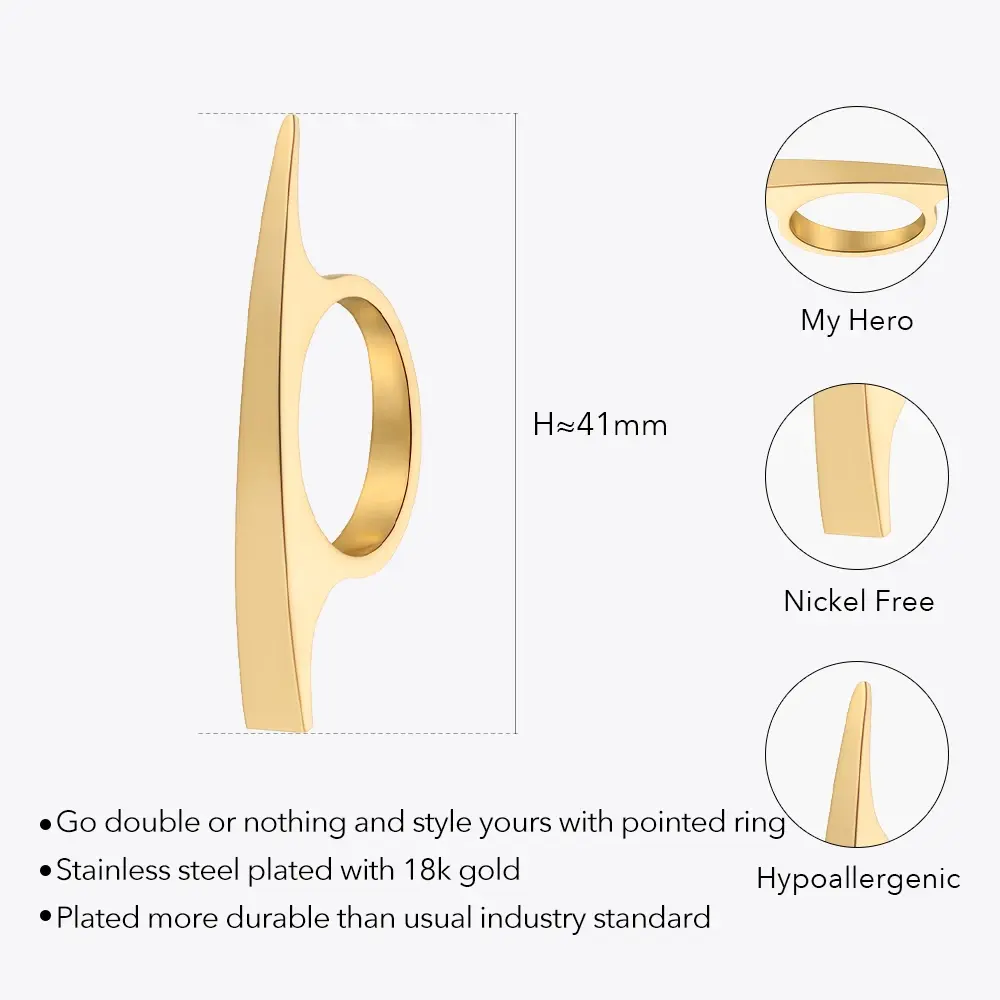 My Hero
H≈41mm
Nickel Free
• Go double or nothing and style yours with pointed ring
• Stainless steel plated with 18k gold
Hypoallergenic
• Plated more durable than usual industry standard